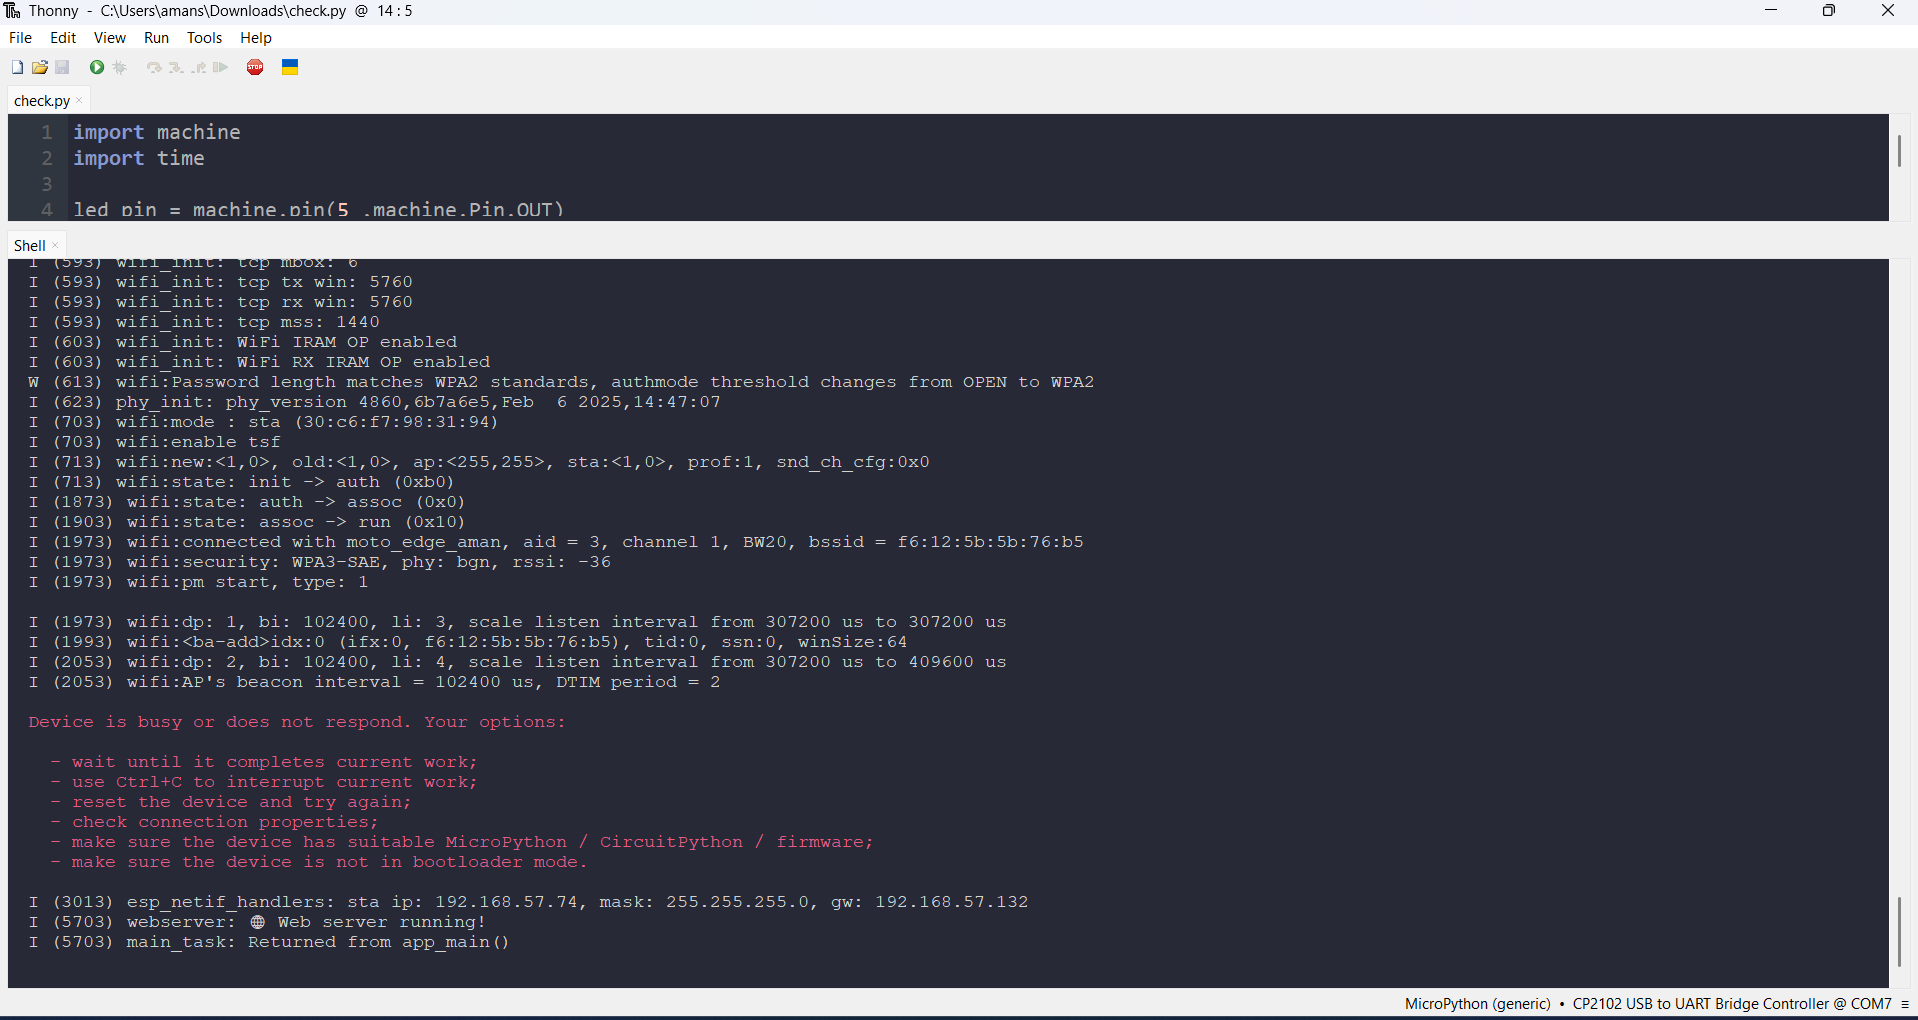 Thonny - C:\Users\amans\Downloads\check.py @ 14 : 5
File Edit View Run Tools Help
STOP
check.py ×
1 import machine
2 import time
3
4 led_pin = machine.pin(5 ,machine.Pin.OUT)
Shell ×
I (593) wifi_init: tcp mbox: 6
I (593) wifi_init: tcp tx win: 5760
I (593) wifi_init: tcp rx win: 5760
I (593) wifi_init: tcp mss: 1440
I (603) wifi_init: WiFi IRAM OP enabled
I (603) wifi_init: WiFi RX IRAM OP enabled
W (613) wifi:Password length matches WPA2 standards, authmode threshold changes from OPEN to WPA2
I (623) phy_init: phy_version 4860,6b7a6e5,Feb  6 2025,14:47:07
I (703) wifi:mode : sta (30:c6:f7:98:31:94)
I (703) wifi:enable tsf
I (713) wifi:new:<1,0>, old:<1,0>, ap:<255,255>, sta:<1,0>, prof:1, snd_ch_cfg:0x0
I (713) wifi:state: init -> auth (0xb0)
I (1873) wifi:state: auth -> assoc (0x0)
I (1903) wifi:state: assoc -> run (0x10)
I (1973) wifi:connected with moto_edge_aman, aid = 3, channel 1, BW20, bssid = f6:12:5b:5b:76:b5
I (1973) wifi:security: WPA3-SAE, phy: bgn, rssi: -36
I (1973) wifi:pm start, type: 1
I (1973) wifi:dp: 1, bi: 102400, li: 3, scale listen interval from 307200 us to 307200 us
I (1993) wifi:<ba-add>idx:0 (ifx:0, f6:12:5b:5b:76:b5), tid:0, ssn:0, winSize:64
I (2053) wifi:dp: 2, bi: 102400, li: 4, scale listen interval from 307200 us to 409600 us
I (2053) wifi:AP's beacon interval = 102400 us, DTIM period = 2
Device is busy or does not respond. Your options:
- wait until it completes current work;
- use Ctrl+C to interrupt current work;
- reset the device and try again;
- check connection properties;
- make sure the device has suitable MicroPython / CircuitPython / firmware;
- make sure the device is not in bootloader mode.
I (3013) esp_netif_handlers: sta ip: 192.168.57.74, mask: 255.255.255.0, gw: 192.168.57.132
I (5703) webserver: 🌐 Web server running!
I (5703) main_task: Returned from app_main()
MicroPython (generic) • CP2102 USB to UART Bridge Controller @ COM7 ≡